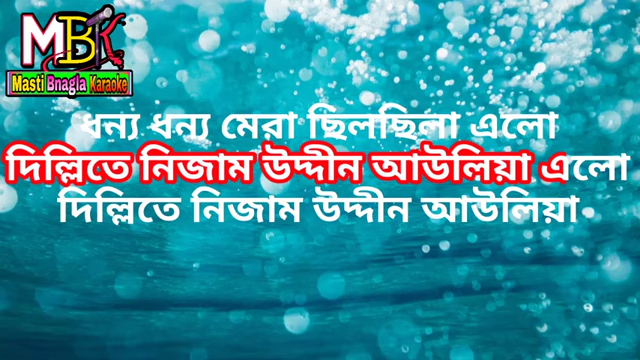 MBK
Masti Bnagla Karaoke
ধন্য ধন্য মেরা ছিলছিলা এলো
দিল্লিতে নিজাম উদ্দীন আউলিয়া এলো
দিল্লিতে নিজাম উদ্দীন আউলিয়া